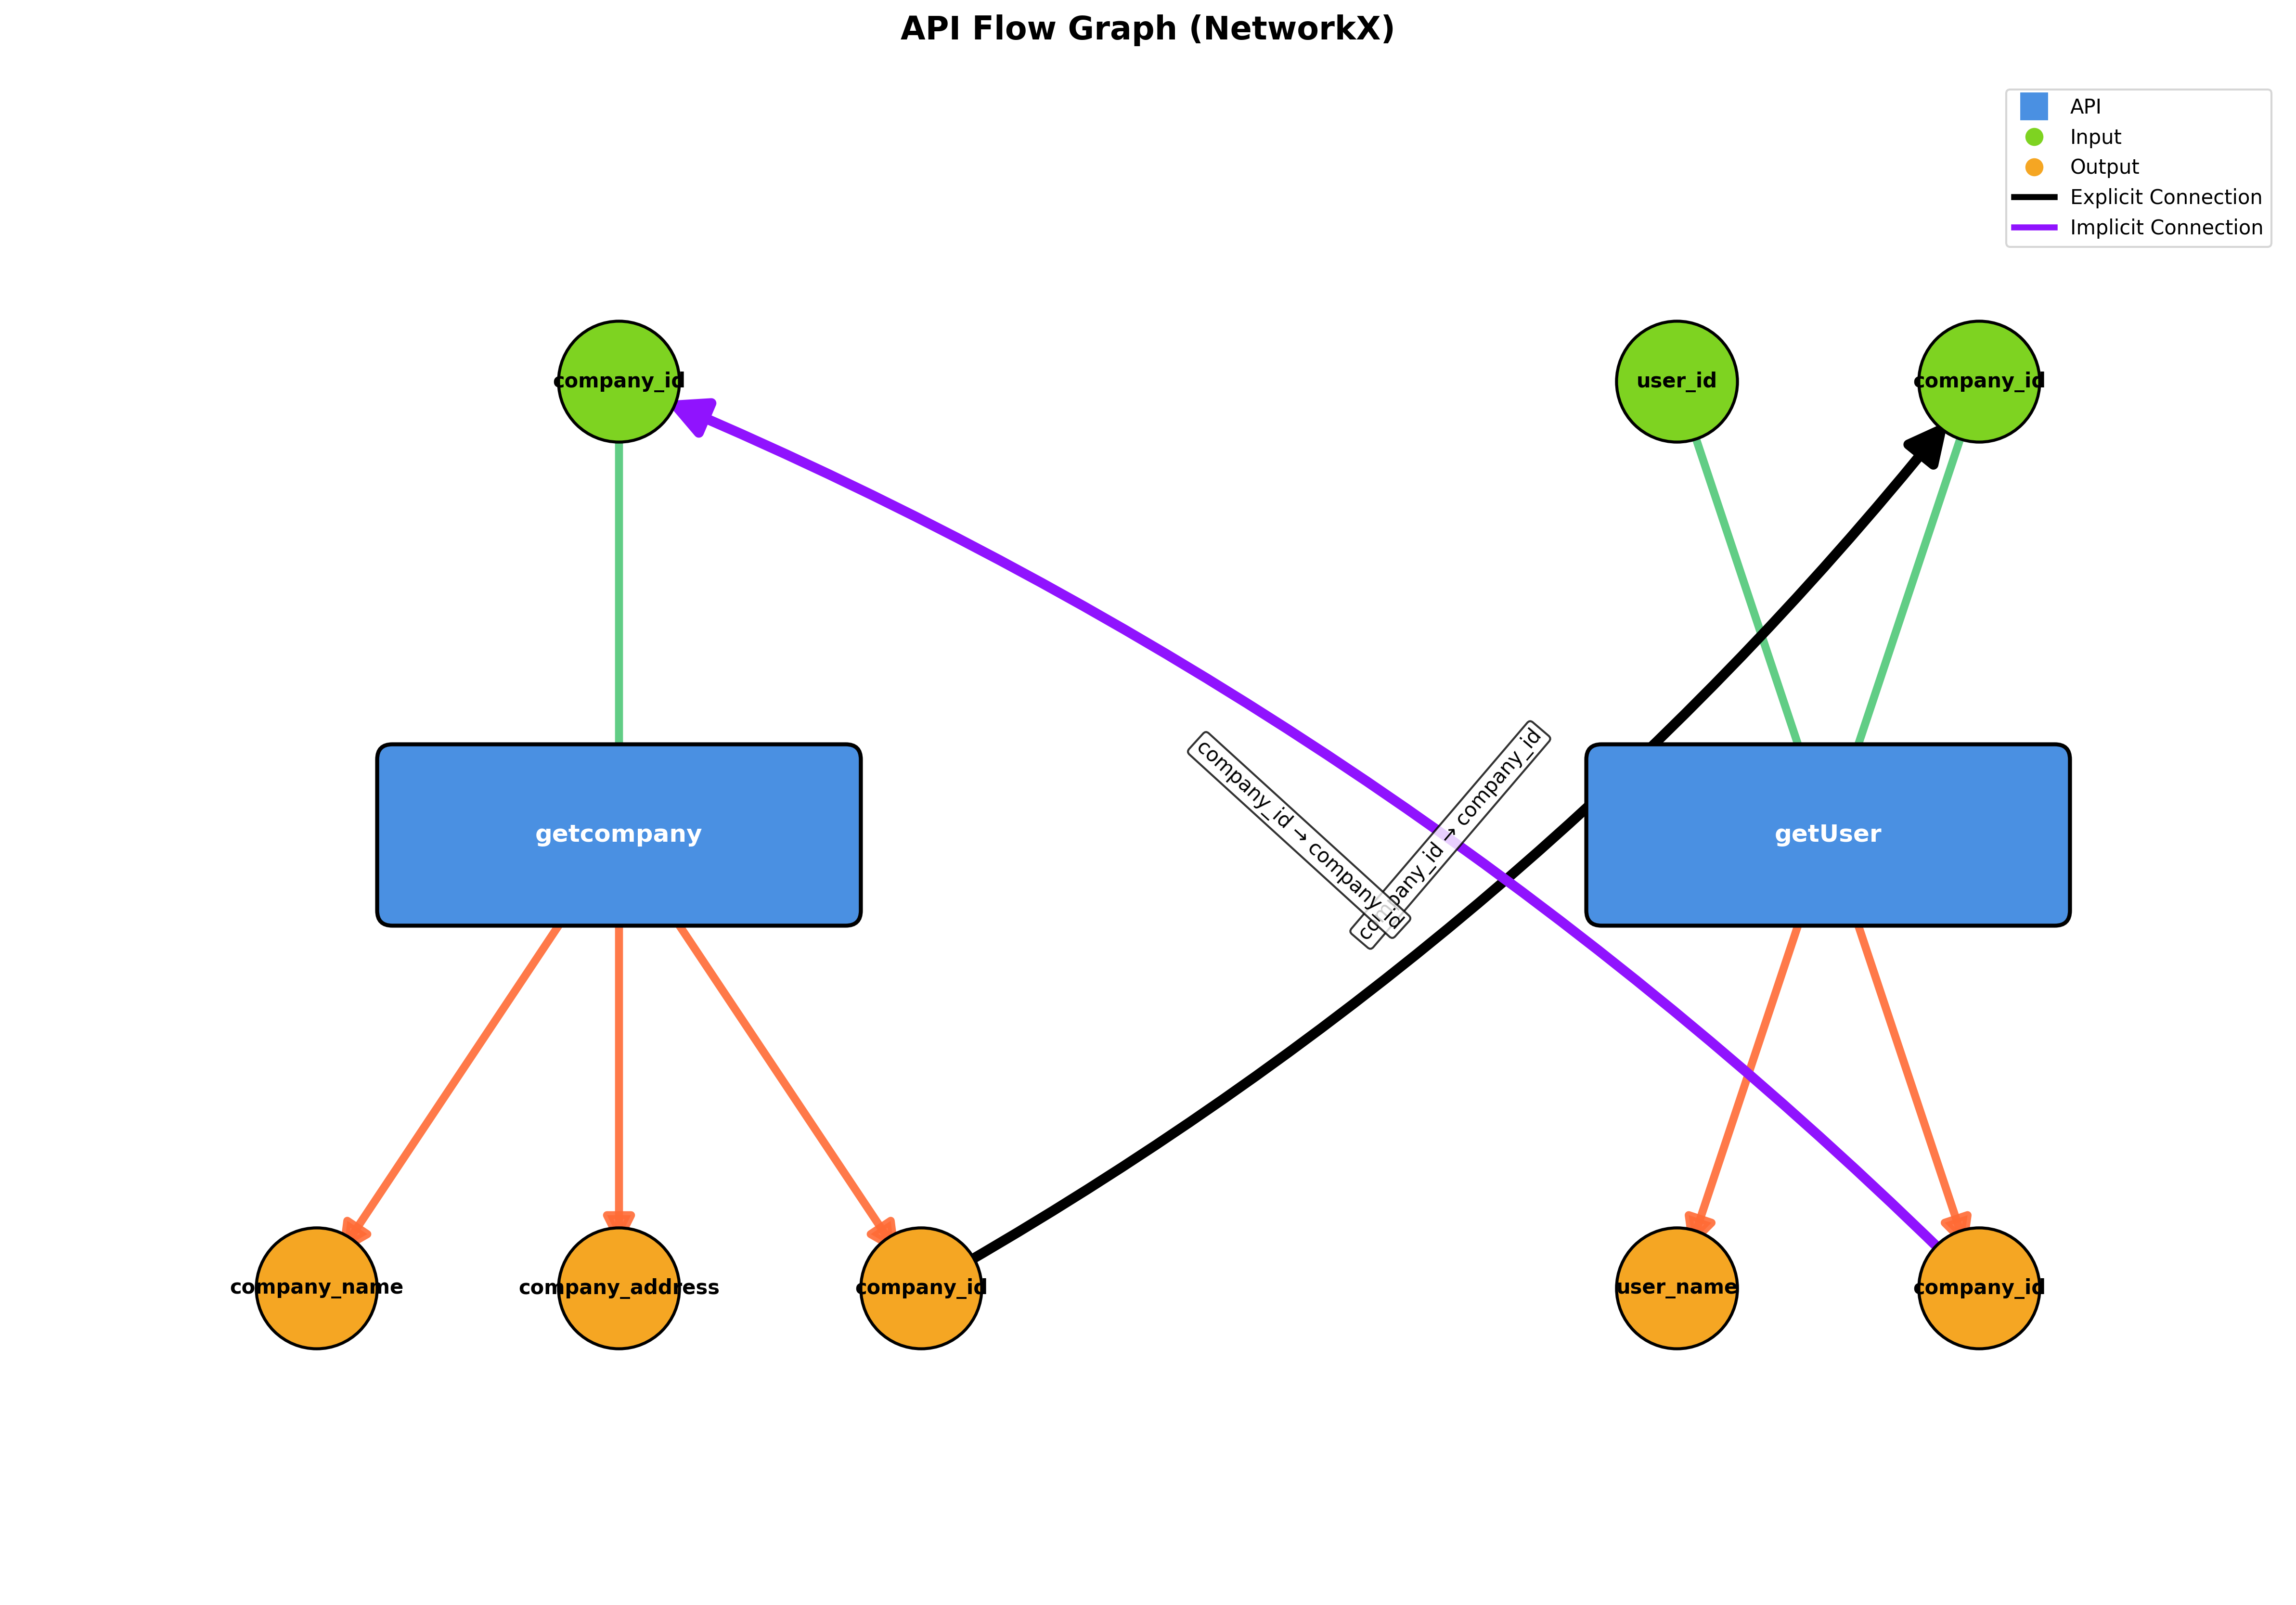 API Flow Graph (NetworkX)
API
Input
Output
Explicit Connection
Implicit Connection
company_id
user_id
company_id
company_id → company_id
company_id → company_id
getcompany
getUser
company_name
company_address
company_id
user_name
company_id